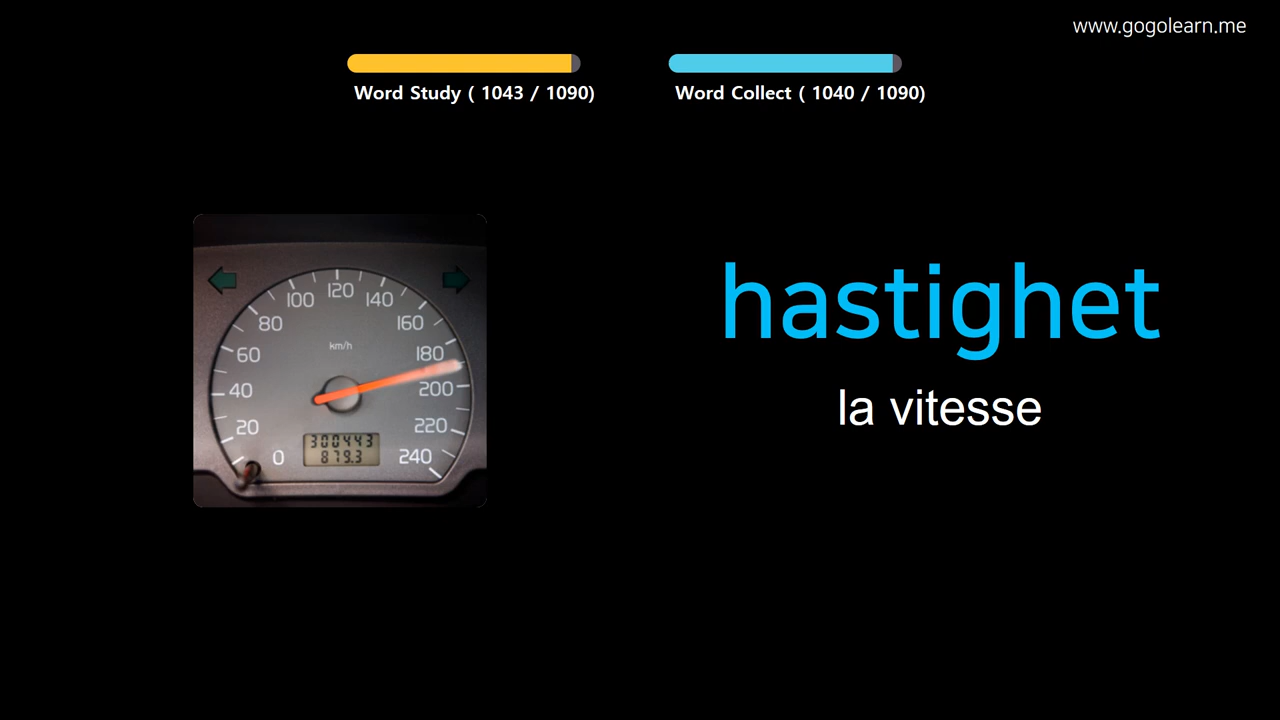 www.gogolearn.me
Word Study ( 1043 / 1090)
Word Collect ( 1040 / 1090)
hastighet
la vitesse
120
100
140
80
160
km/h
60
180
40
200
20
220
0
240
300443
879.3